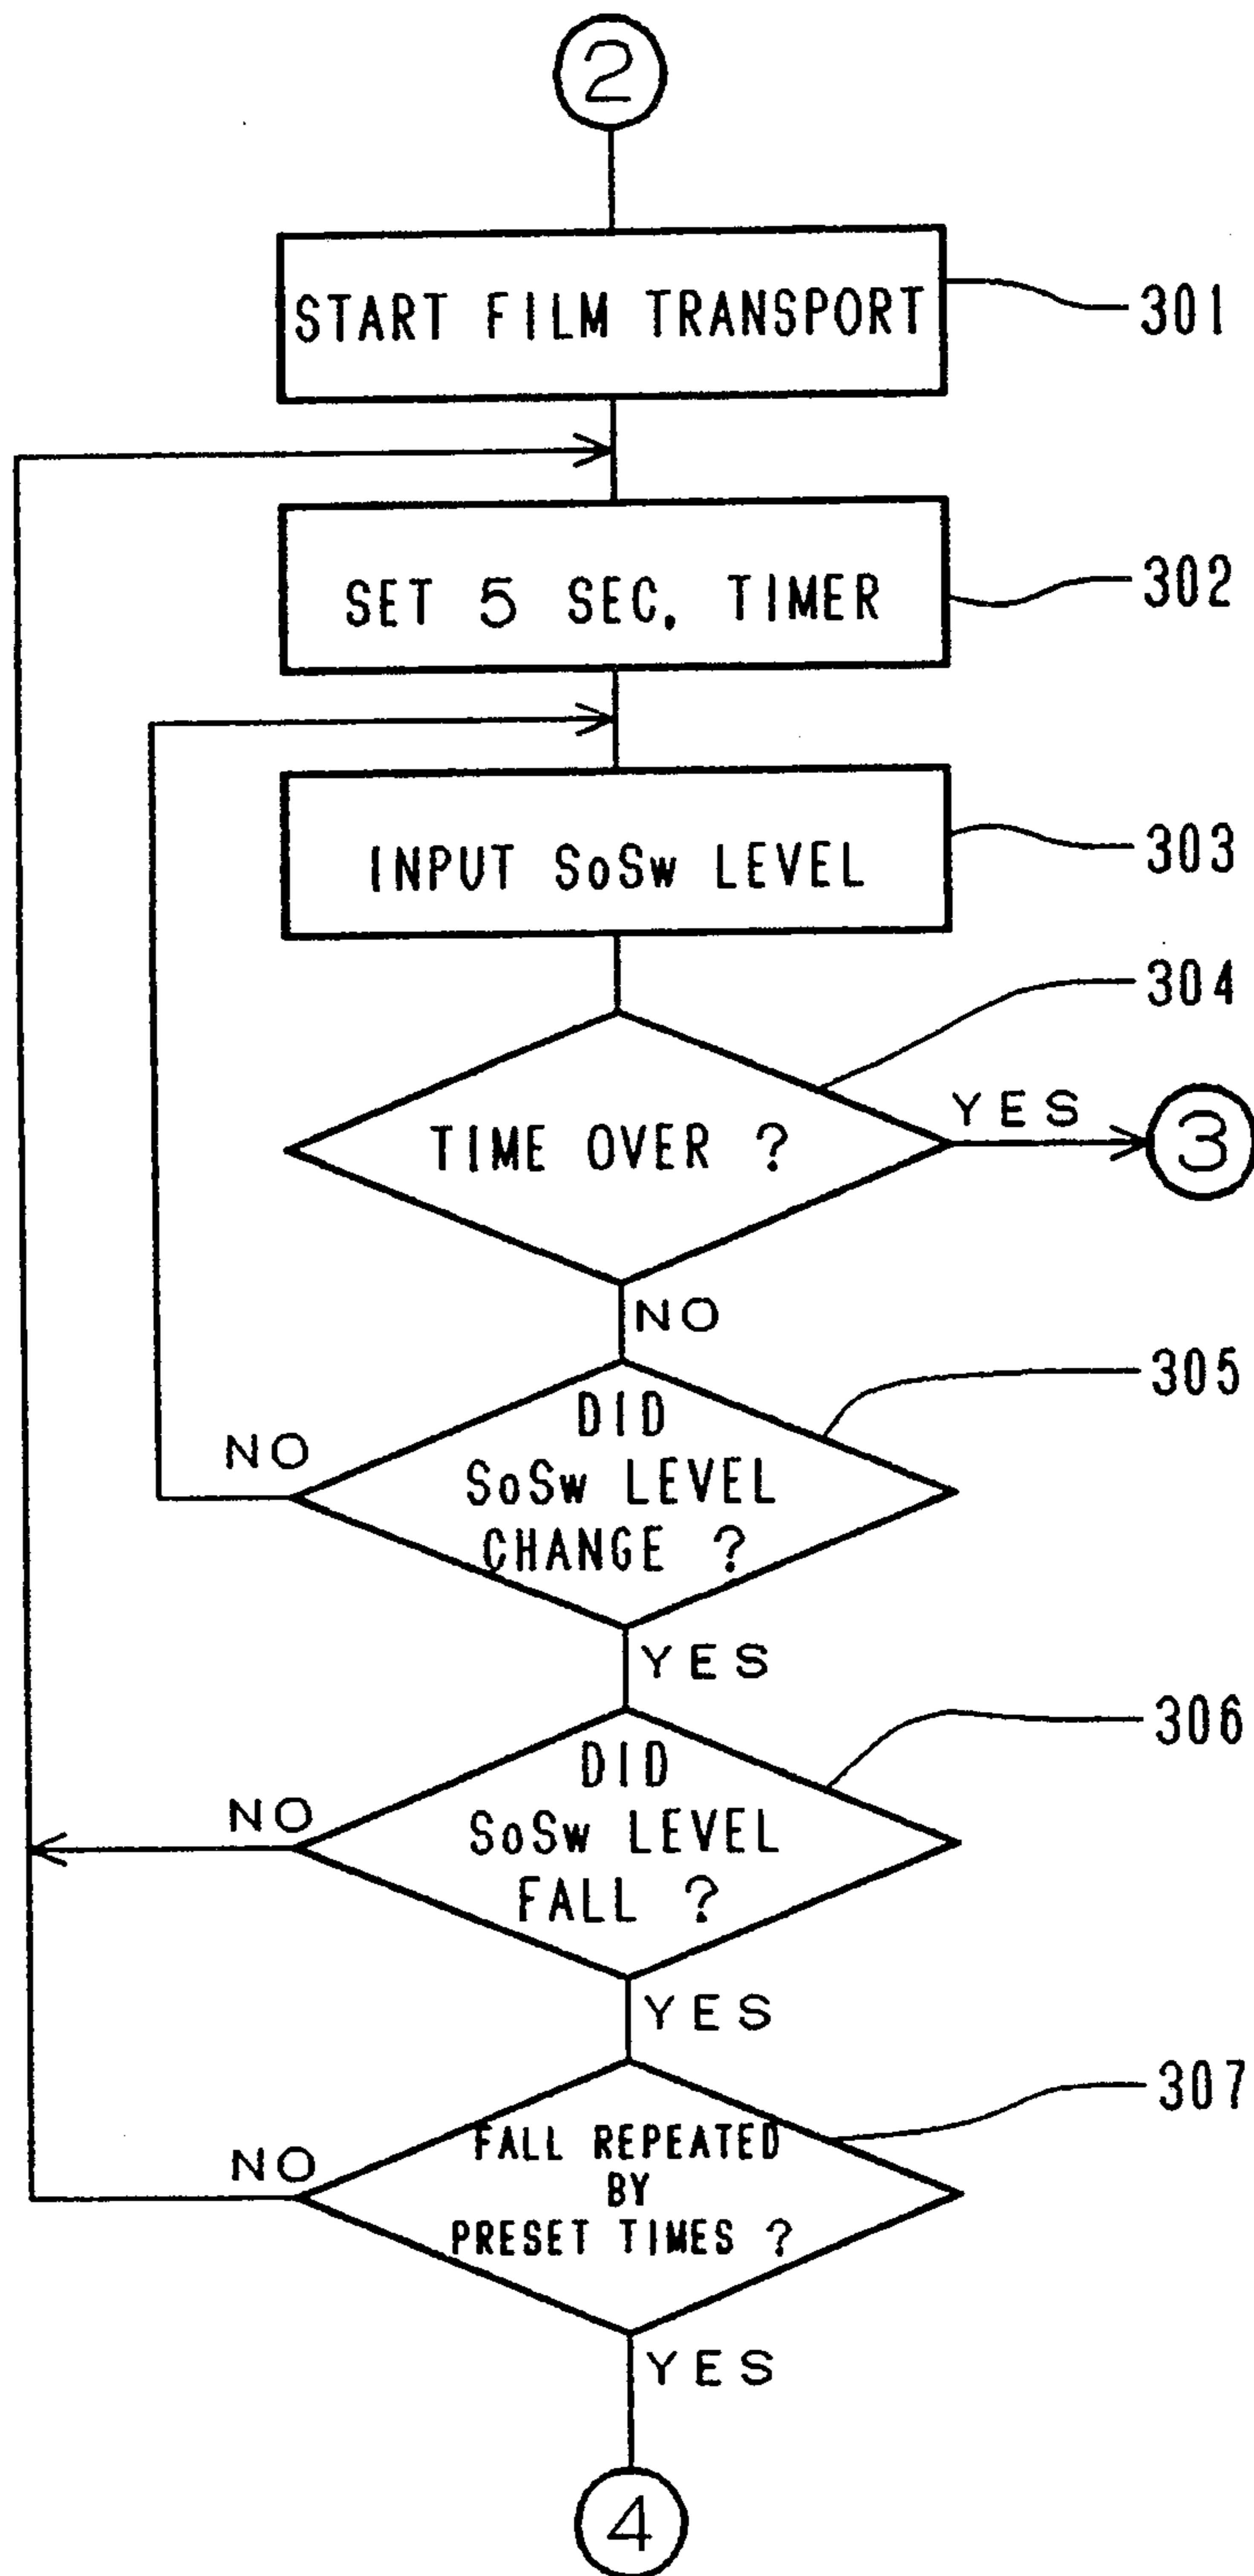 2
START FILM TRANSPORT
301
SET 5 SEC. TIMER
302
INPUT SoSw LEVEL
303
304
TIME OVER ?
YES
3
NO
305
DID
SoSw LEVEL
CHANGE ?
NO
YES
306
DID
SoSw LEVEL
FALL ?
NO
YES
307
FALL REPEATED
BY
PRESET TIMES ?
NO
YES
4